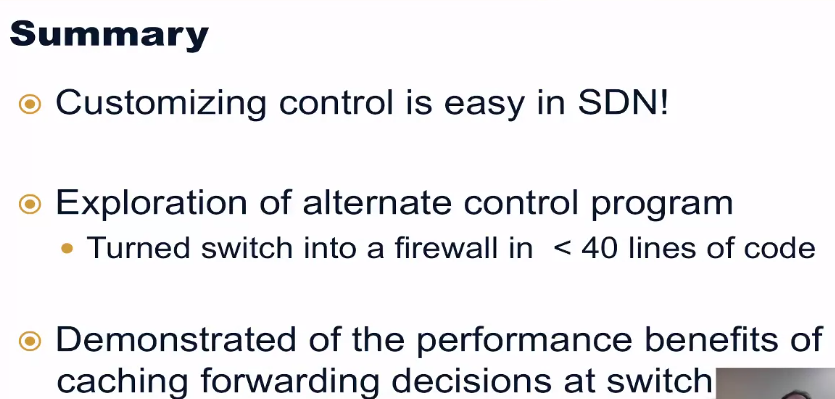 Summary
Customizing control is easy in SDN!
Exploration of alternate control program
Turned switch into a firewall in < 40 lines of code
Demonstrated of the performance benefits of
caching forwarding decisions at switch